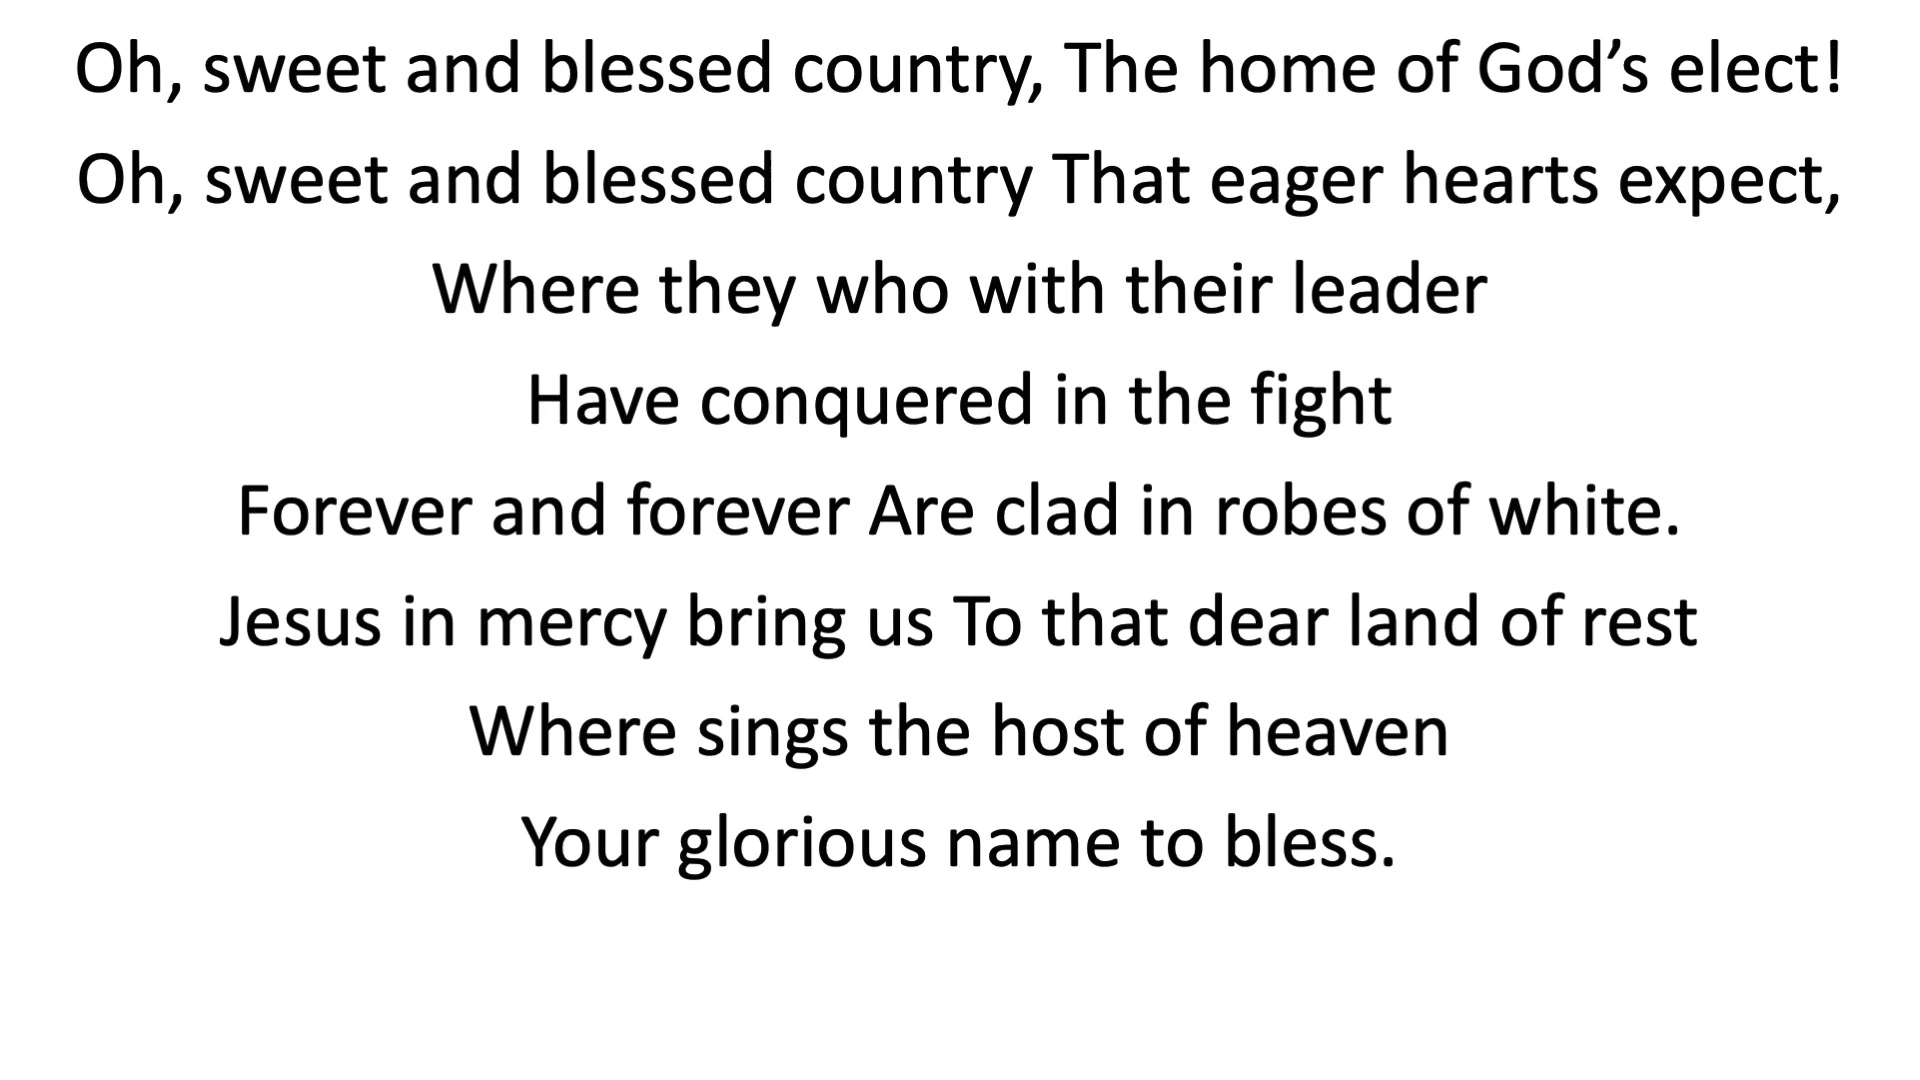 Oh, sweet and blessed country, The home of God’s elect!
Oh, sweet and blessed country That eager hearts expect,
Where they who with their leader
Have conquered in the fight
Forever and forever Are clad in robes of white.
Jesus in mercy bring us To that dear land of rest
Where sings the host of heaven
Your glorious name to bless.